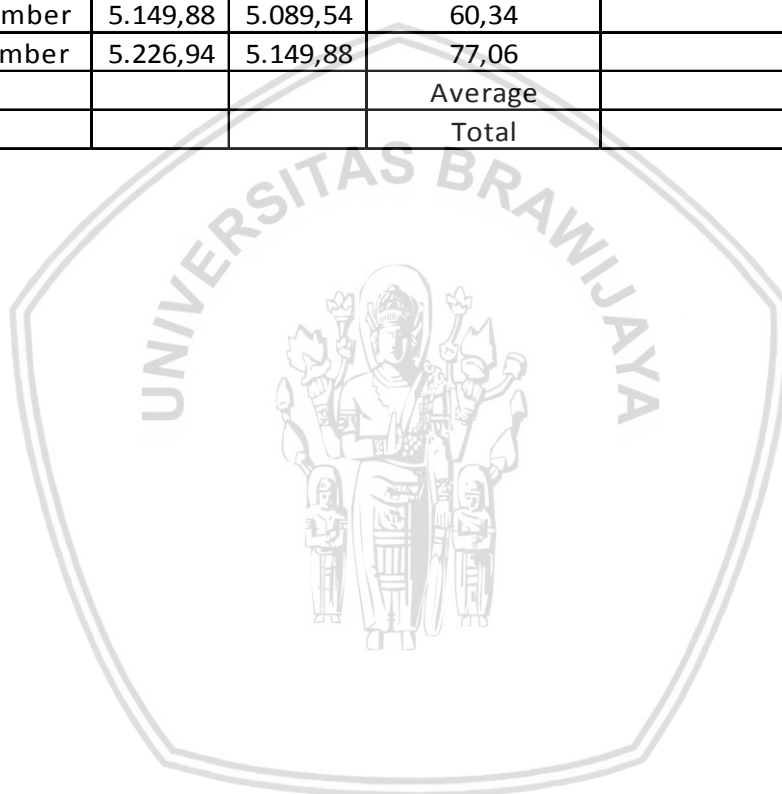 mber 5.149,88 5.089,54 60,34
mber 5.226,94 5.149,88 77,06
Average
Total
UNIVERSITAS BRAWIJAYA